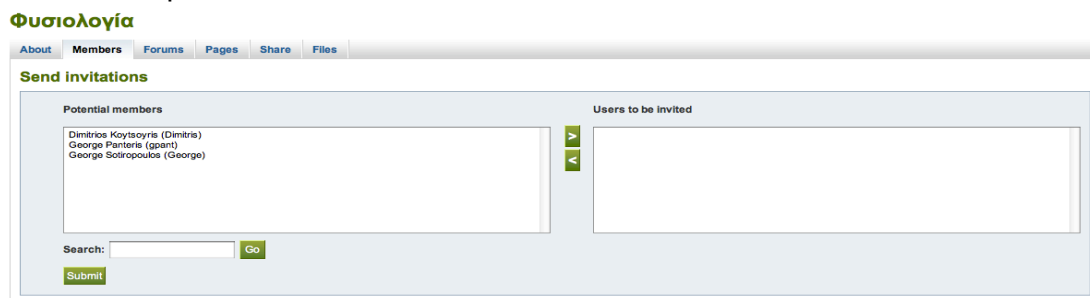 Φυσιολογία
About Members Forums Pages Share Files
Send invitations
Potential members Users to be invited
Dimitrios Koytsoyris (Dimitris)
George Panteris (gpant)
George Sotiropoulos (George)
>
<
Search: Go
Submit